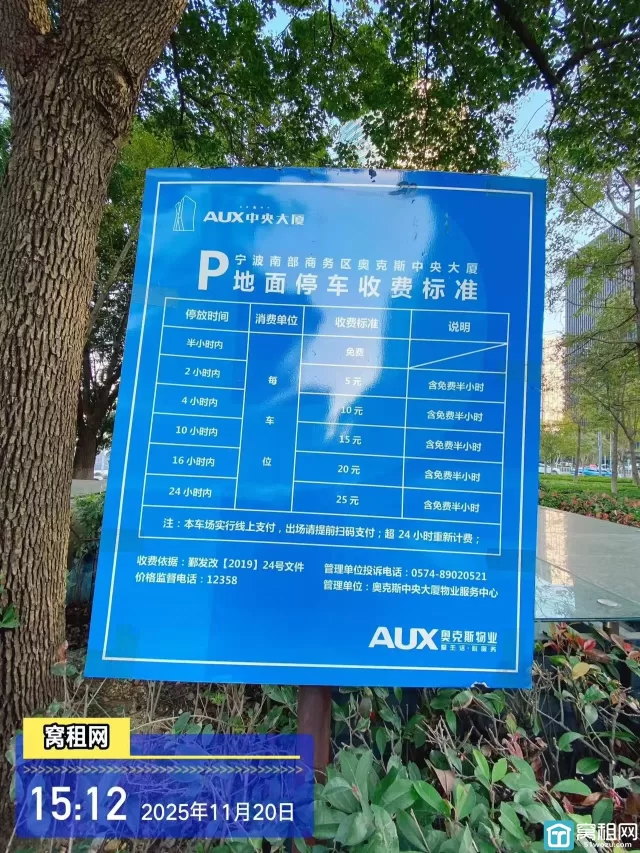 AUX中央大厦
宁波南部商务区奥克斯中央大厦
P 地面停车收费标准
停放时间 消费单位 收费标准 说明
半小时内 免费
2小时内 5元 含免费半小时
4小时内 10元 含免费半小时
每车位
10小时内 15元 含免费半小时
16小时内 20元 含免费半小时
24小时内 25元 含免费半小时
注：本车场实行线上支付，出场请提前扫码支付；超24小时重新计费；
收费依据：鄞发改【2019】24号文件 管理单位投诉电话：0574-89020521
价格监督电话：12358 管理单位：奥克斯中央大厦物业服务中心
AUX 奥克斯物业
窝租网
15:12 2025年11月20日
窝租网
51wozu.com